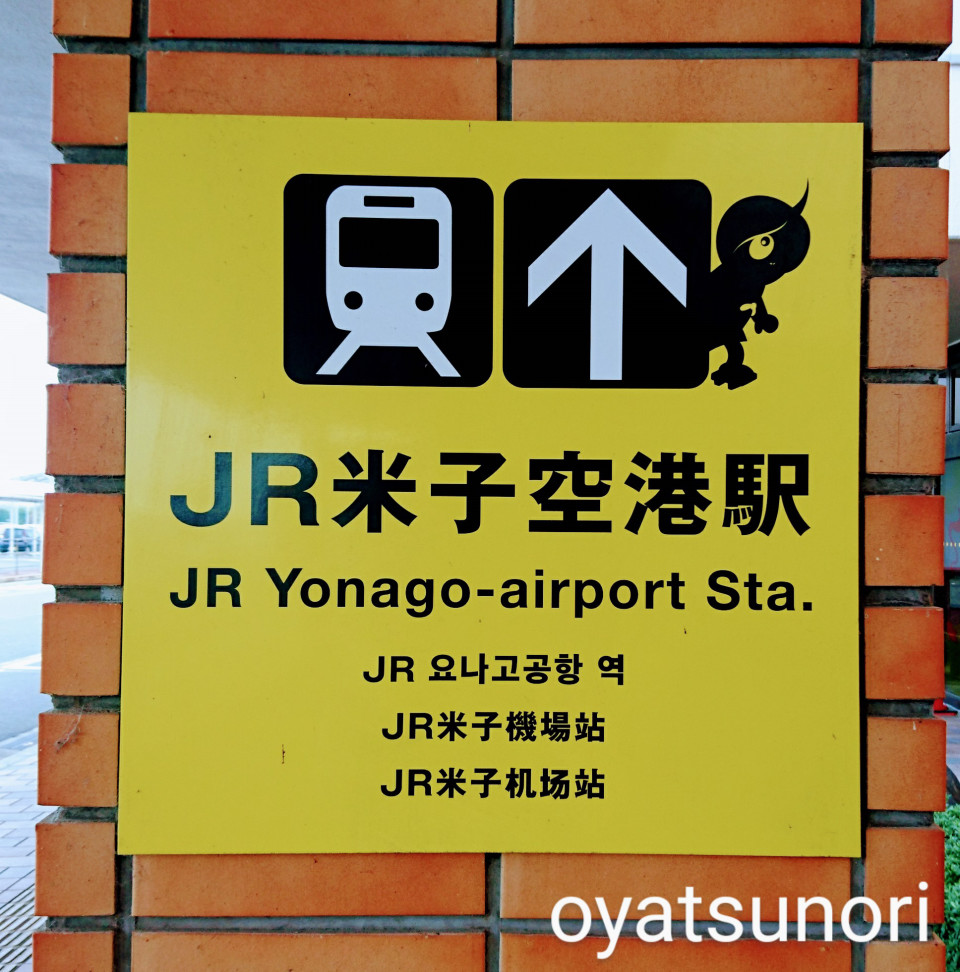 JR米子空港駅
JR Yonago-airport Sta.
JR 요나고공항 역
JR米子機場站
JR米子机场站
oyatsunori